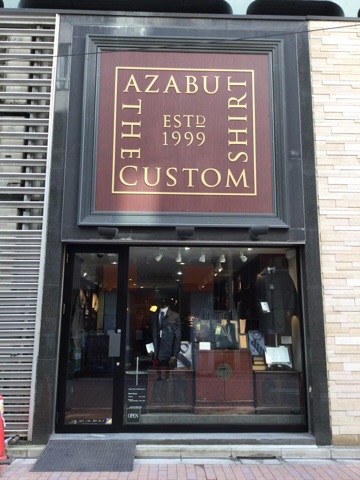 AZABU
THE
CUSTOM
SHIRT
ESTD
1999
OPEN